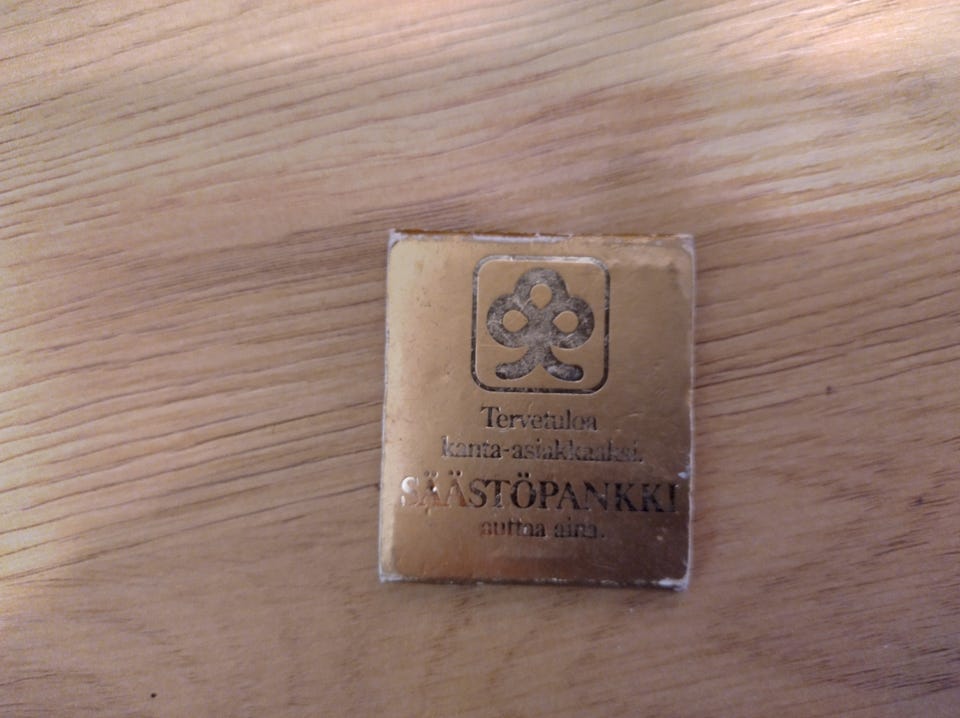 Tervetuloa
kanta-asiakkaaksi.
SÄÄSTÖPANKKI
auttaa aina.